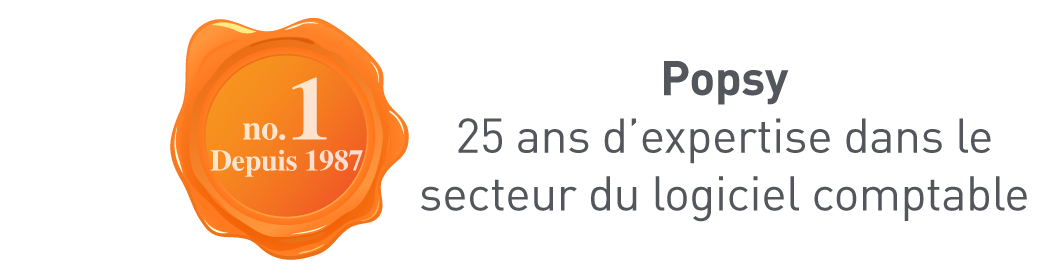 no. 1
Depuis 1987
Popsy
25 ans d’expertise dans le
secteur du logiciel comptable